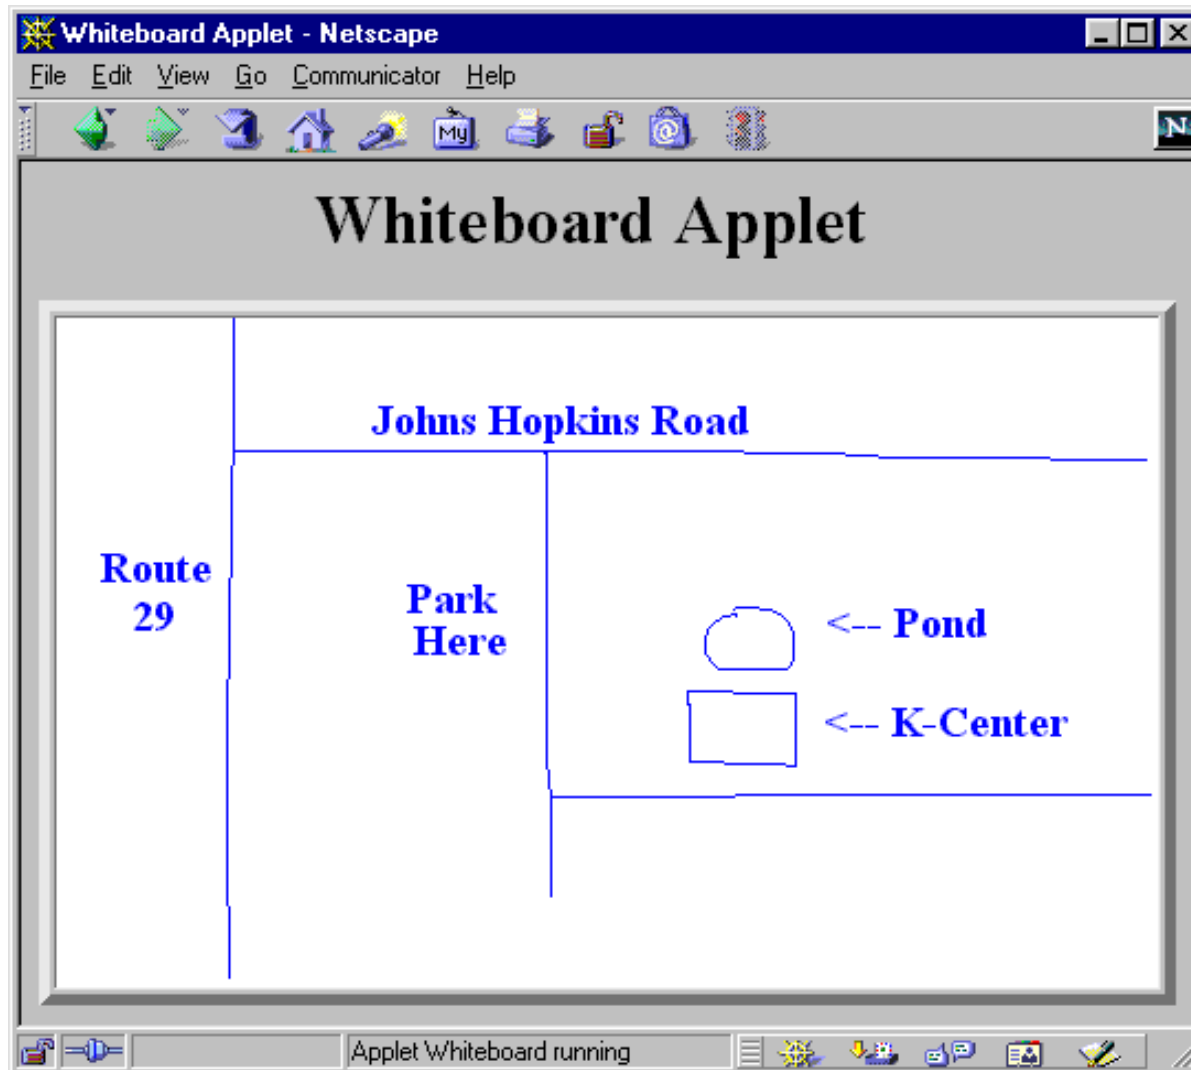 Whiteboard Applet - Netscape
File Edit View Go Communicator Help
My
N
Whiteboard Applet
Johns Hopkins Road
Route
29
Park
Here
<-- Pond
<-- K-Center
Applet Whiteboard running